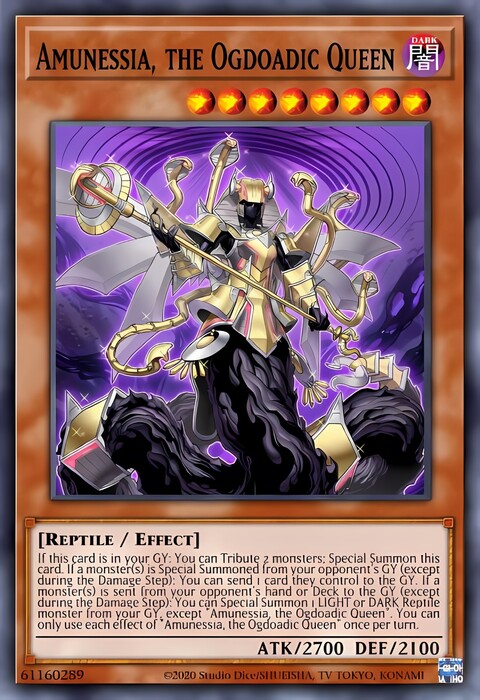 AMUNESSIA, THE OGDOADIC QUEEN
DARK
闇
[REPTILE / EFFECT]
If this card is in your GY: You can Tribute 2 monsters; Special Summon this
card. If a monster(s) is Special Summoned from your opponent's GY (except
during the Damage Step): You can send 1 card they control to the GY. If a
monster(s) is sent from your opponent's hand or Deck to the GY (except
during the Damage Step): You can Special Summon 1 LIGHT or DARK Reptile
monster from your GY, except "Amunessia, the Ogdoadic Queen". You can
only use each effect of "Amunessia, the Ogdoadic Queen" once per turn.
ATK/2700 DEF/2100
61160289
©2020 Studio Dice/SHUEISHA, TV TOKYO, KONAMI